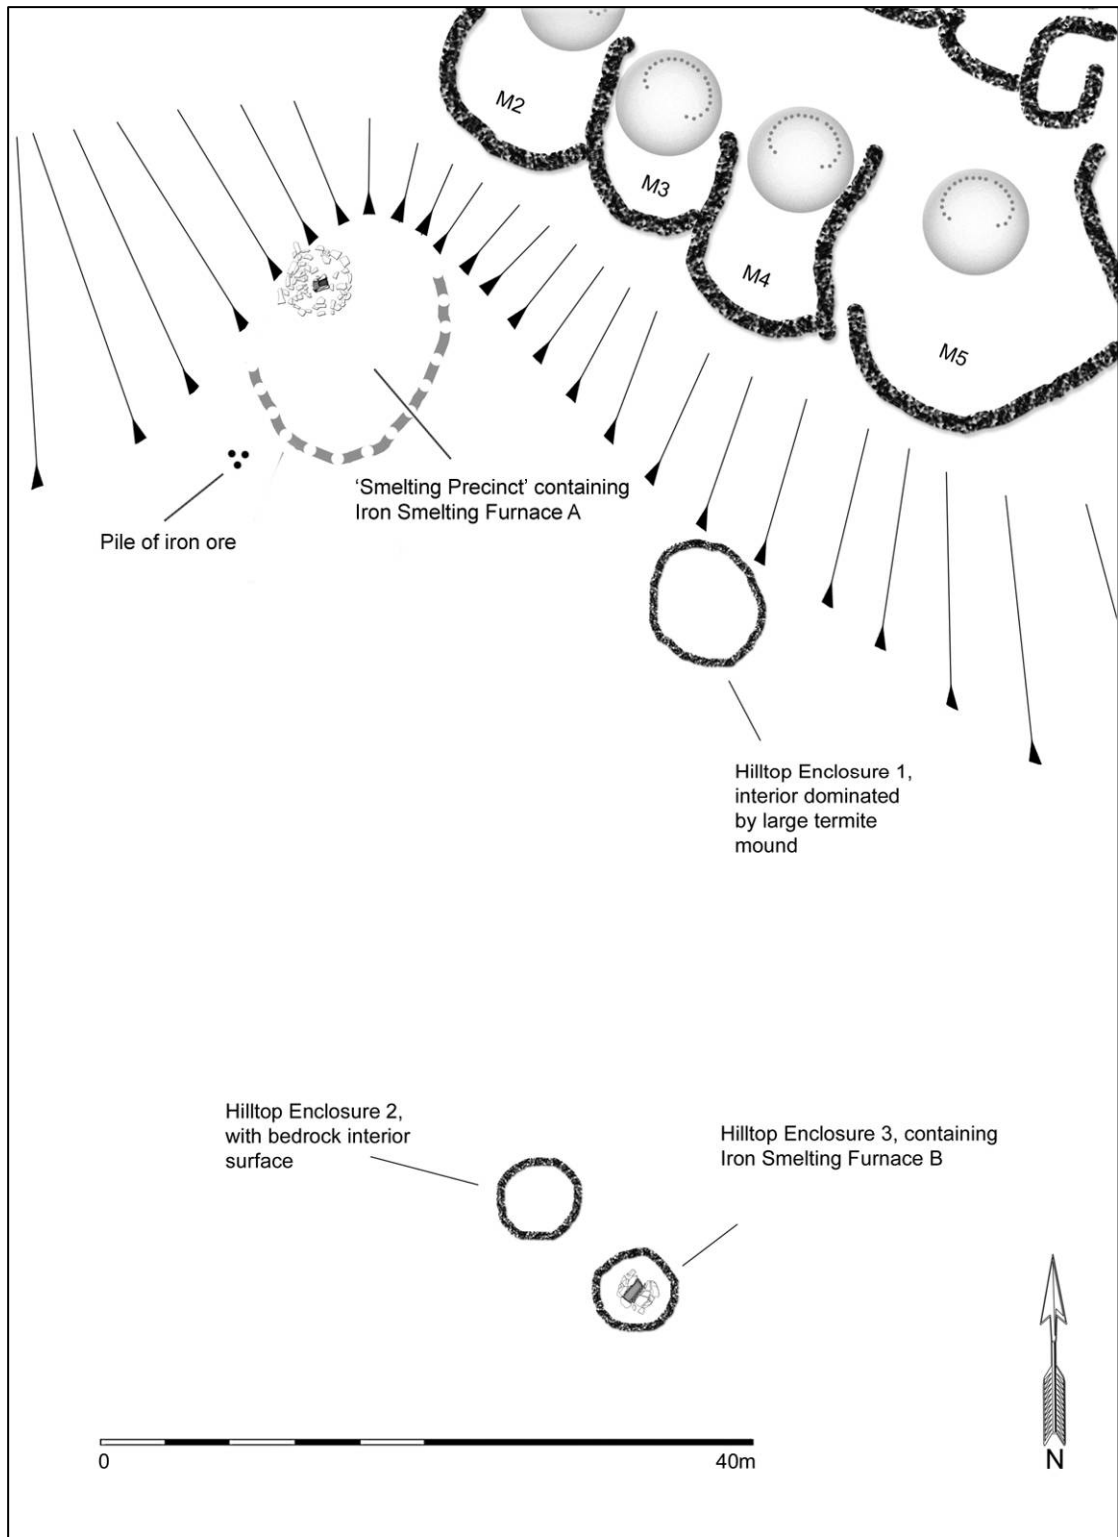 M2
M3
M4
M5
'Smelting Precinct' containing
Iron Smelting Furnace A
Pile of iron ore
Hilltop Enclosure 1,
interior dominated
by large termite
mound
Hilltop Enclosure 2,
with bedrock interior
surface
Hilltop Enclosure 3, containing
Iron Smelting Furnace B
0
40m
N